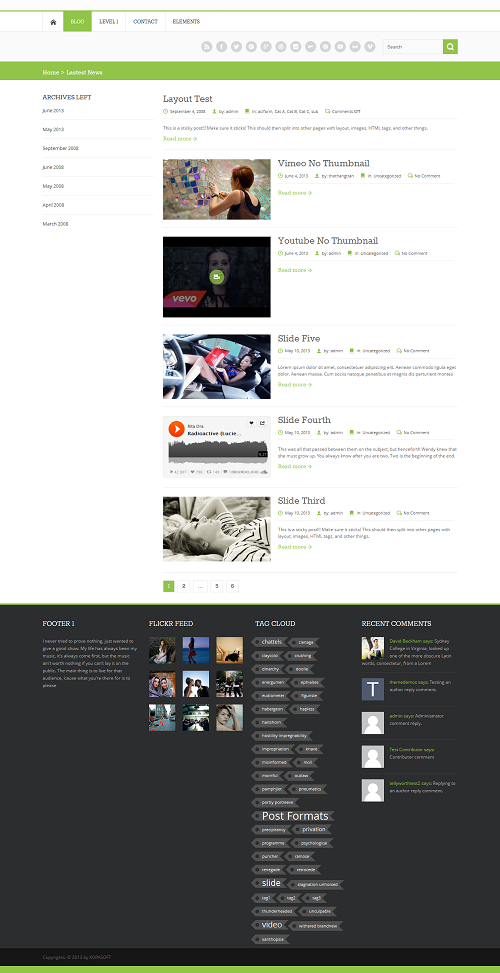 BLOG
LEVEL 1
CONTACT
ELEMENTS
Search
Home > Lastest News
ARCHIVES LEFT
June 2013
May 2013
September 2008
June 2008
May 2008
April 2008
March 2008
Layout Test
September 4, 2008 by: admin In: aciform, Cat A, Cat B, Cat C, sub Comments Off
This is a sticky post!!! Make sure it sticks! This should then split into other pages with layout, images, HTML tags, and other things.
Read more
Vimeo No Thumbnail
June 4, 2013 by: thethangtran In: Uncategorized No Comment
Read more
vevo
Youtube No Thumbnail
June 4, 2013 by: admin In: Uncategorized No Comment
Read more
Slide Five
May 10, 2013 by: admin In: Uncategorized No Comment
Lorem ipsum dolor sit amet, consectetuer adipiscing elit. Aenean commodo ligula eget
dolor. Aenean massa. Cum sociis natoque penatibus et magnis dis parturient montes
Read more
Rita Ora
Radioactive (Lucie...
Slide Fourth
May 10, 2013 by: admin In: Uncategorized No Comment
This was all that passed between them on the subject, but henceforth Wendy knew that
she must grow up. You always know after you are two. Two is the beginning of the end.
Read more
Slide Third
May 10, 2013 by: admin In: Uncategorized No Comment
This is a sticky post!!! Make sure it sticks! This should then split into other pages with
layout, images, HTML tags, and other things.
Read more
1 2 ... 5 6
FOOTER 1
I never tried to prove nothing, just wanted to
give a good show. My life has always been my
music, it's always come first, but the music
ain't worth nothing if you can't lay it on the
public. The main thing is to live for that
audience, 'cause what you're there for is to
please
FLICKR FEED
TAG CLOUD
chattels cienaga
claycold crushing
dinarchy doolie
energumen ephialtes
eudiometer figuriste
habergeon hapless
hartshorn
hostility impregnability
impropriation knave
misinformed moil
mornful outlaw
pamphjlet pneumatics
portly portreeve
Post Formats
precipitancy privation
programme psychological
puncher ramose
renegade retrocede
slide stagnation unhorsed
tag1 tag2 tag3
thunderheaded unculpable
video withered brandnew
xanthopsia
RECENT COMMENTS
David Beckham says: Sydney
College in Virginia, looked up
one of the more obscure Latin
words, consectetur, from a Lorem
T
themedemos says: Testing an
author reply comment.
admin says: Administrator
comment reply.
Test Contributor says:
Contributor comment
tellyworthtest2 says: Replying to
an author reply comment.
Copyrights. © 2013 by KOPASOFT